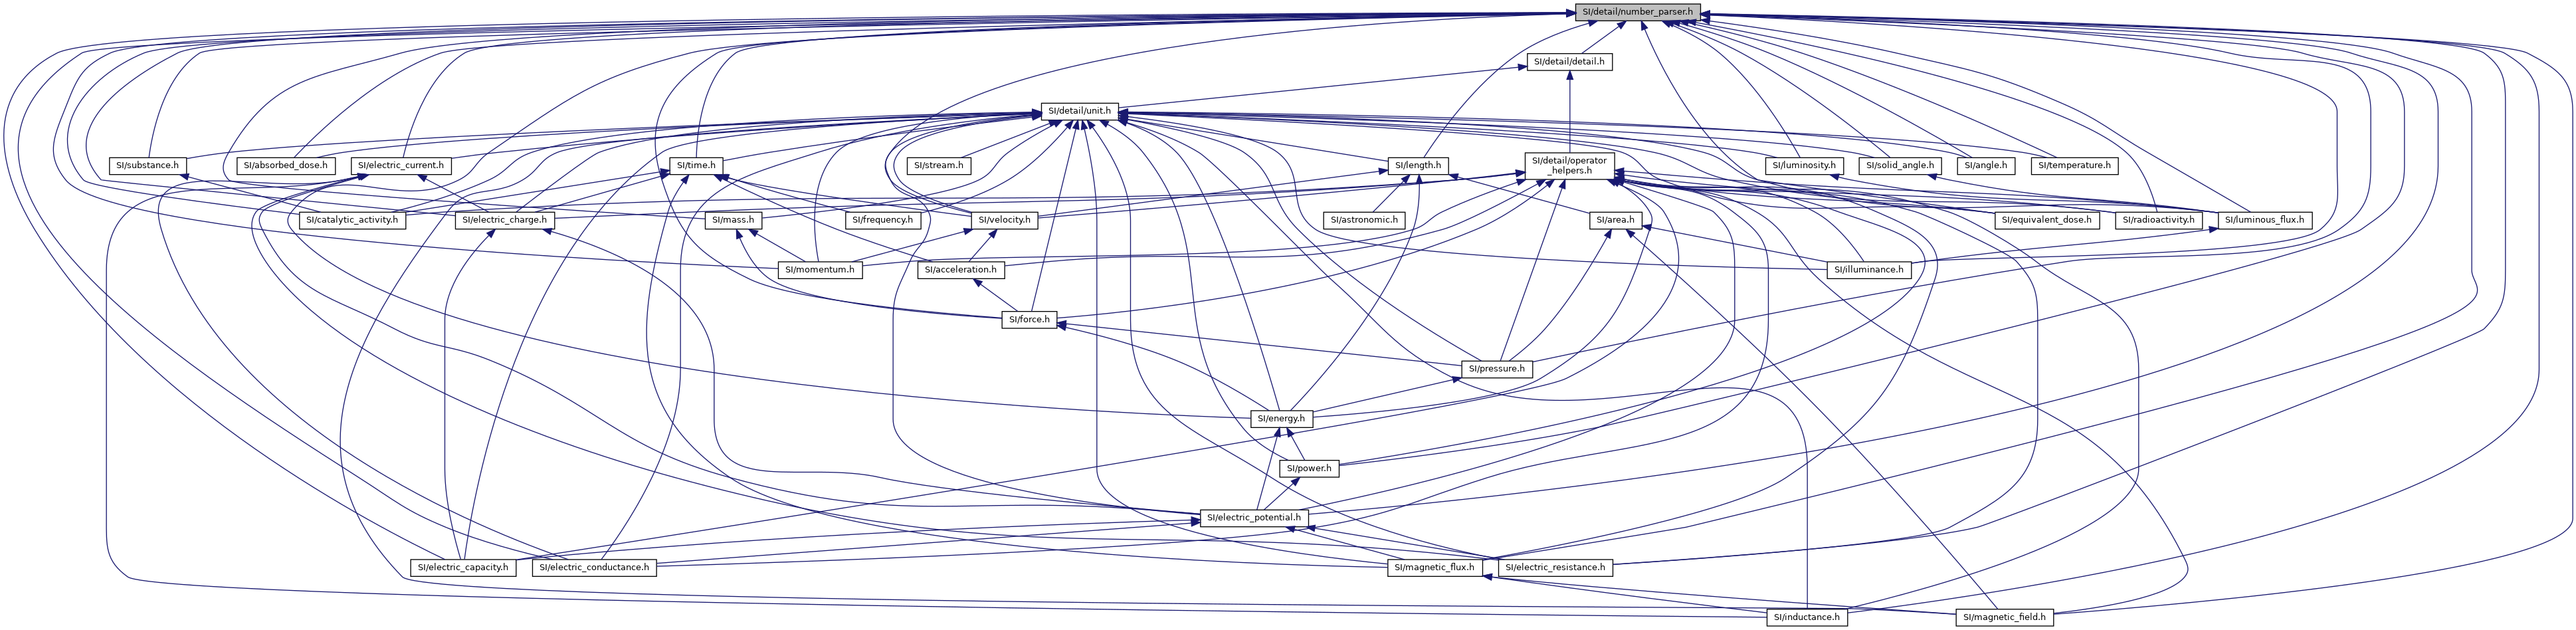 SI/detail/number_parser.h
SI/detail/detail.h
SI/detail/unit.h
SI/substance.h
SI/absorbed_dose.h
SI/electric_current.h
SI/time.h
SI/stream.h
SI/length.h
SI/detail/operator
_helpers.h
SI/luminosity.h
SI/solid_angle.h
SI/angle.h
SI/temperature.h
SI/catalytic_activity.h
SI/electric_charge.h
SI/mass.h
SI/frequency.h
SI/velocity.h
SI/astronomic.h
SI/area.h
SI/equivalent_dose.h
SI/radioactivity.h
SI/luminous_flux.h
SI/momentum.h
SI/acceleration.h
SI/illuminance.h
SI/force.h
SI/pressure.h
SI/energy.h
SI/power.h
SI/electric_potential.h
SI/electric_capacity.h
SI/electric_conductance.h
SI/magnetic_flux.h
SI/electric_resistance.h
SI/inductance.h
SI/magnetic_field.h